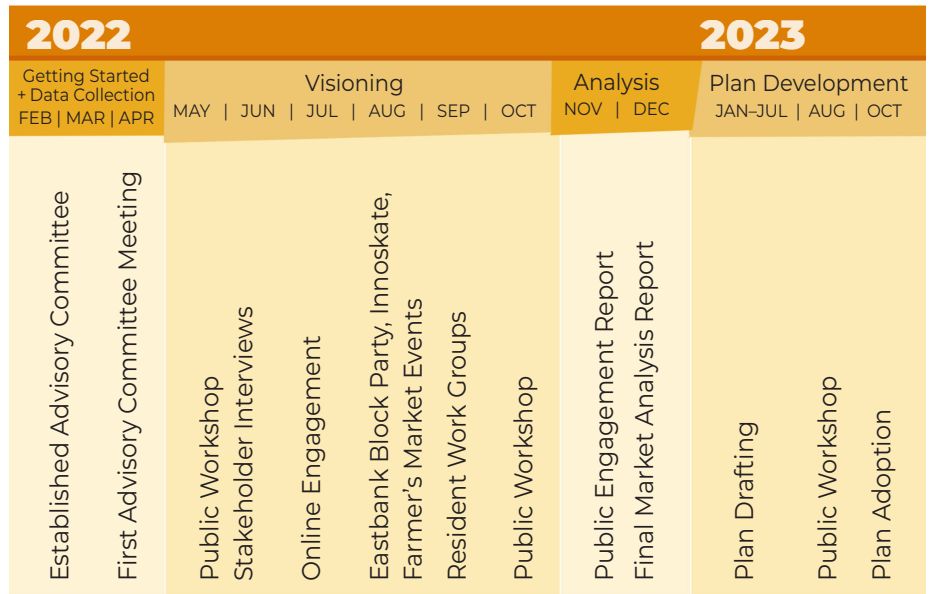 2022
2023
Getting Started
+ Data Collection
FEB | MAR | APR
Visioning
MAY | JUN | JUL | AUG | SEP | OCT
Analysis
NOV | DEC
Plan Development
JAN–JUL | AUG | OCT
Established Advisory Committee
First Advisory Committee Meeting
Public Workshop
Stakeholder Interviews
Online Engagement
Eastbank Block Party, Innoskate,
Farmer's Market Events
Resident Work Groups
Public Workshop
Public Engagement Report
Final Market Analysis Report
Plan Drafting
Public Workshop
Plan Adoption